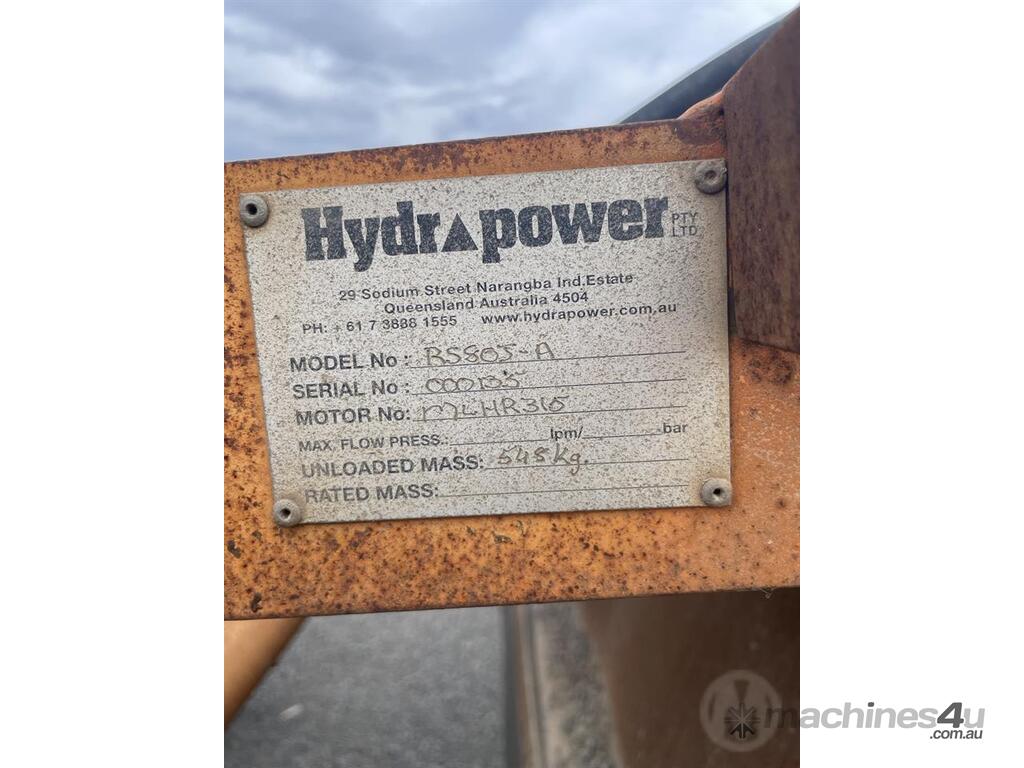 Hydrapower PTY LTD
29 Sodium Street Narangba Ind.Estate
Queensland Australia 4504
PH: + 61 7 3888 1555 www.hydrapower.com.au
MODEL No : RS805-A
SERIAL No :
MOTOR No: MLHR315
MAX. FLOW PRESS.: lpm/ bar
UNLOADED MASS: 548kg.
RATED MASS:
machines4u
.com.au